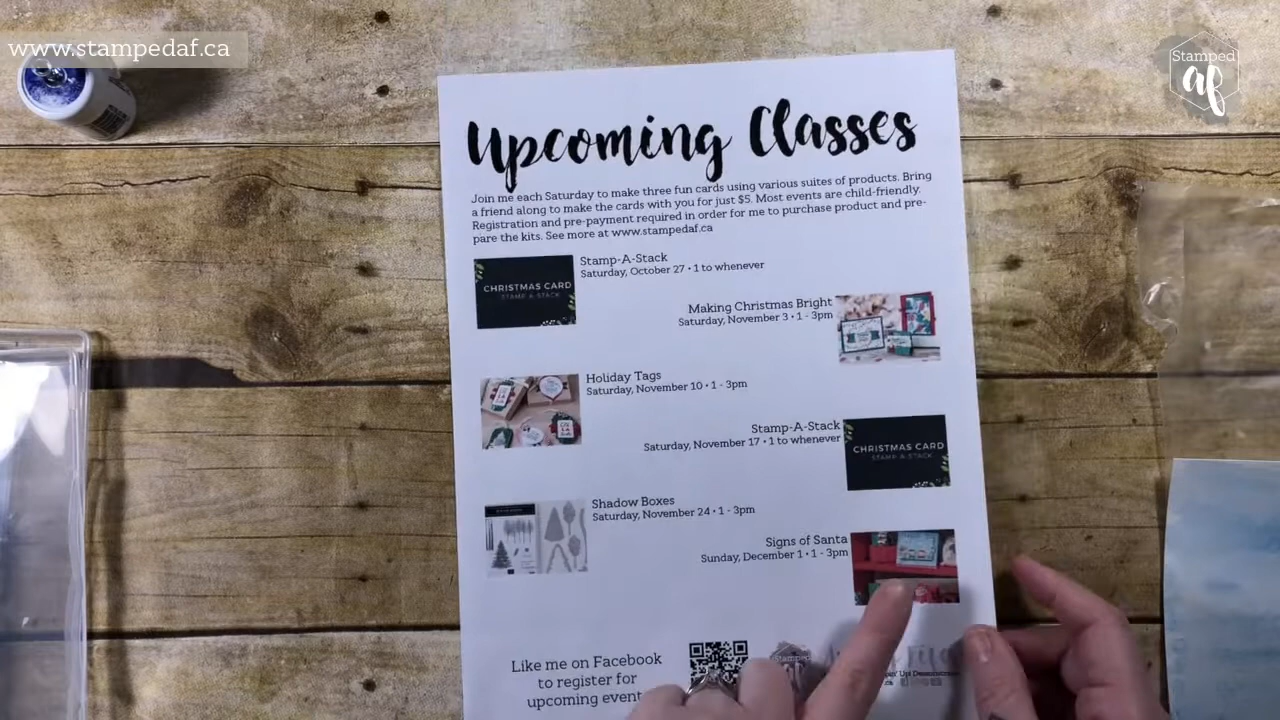 www.stampedaf.ca
Stamped
af
Upcoming Classes
Join me each Saturday to make three fun cards using various suites of products. Bring
a friend along to make the cards with you for just $5. Most events are child-friendly.
Registration and pre-payment required in order for me to purchase product and pre-
pare the kits. See more at www.stampedaf.ca
CHRISTMAS CARD
STAMP-A-STACK
Stamp-A-Stack
Saturday, October 27 • 1 to whenever
Making Christmas Bright
Saturday, November 3 • 1 - 3pm
Holiday Tags
Saturday, November 10 • 1 - 3pm
Stamp-A-Stack
Saturday, November 17 • 1 to whenever
CHRISTMAS CARD
STAMP-A-STACK
Shadow Boxes
Saturday, November 24 • 1 - 3pm
Signs of Santa
Sunday, December 1 • 1 - 3pm
Like me on Facebook
to register for
upcoming event
Stamped